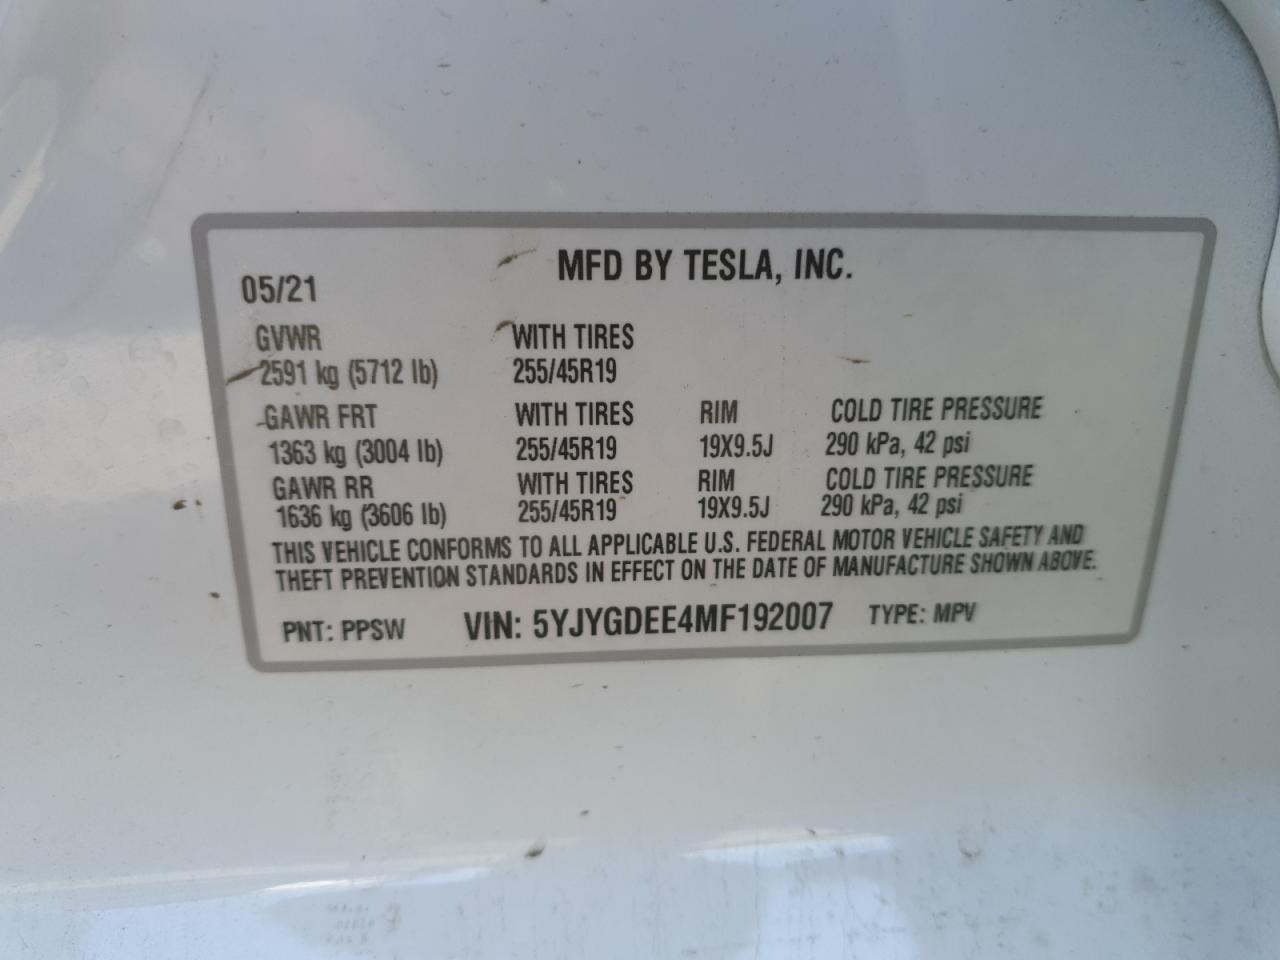 MFD BY TESLA, INC.
05/21
GVWR WITH TIRES
2591 kg (5712 lb) 255/45R19
GAWR FRT WITH TIRES RIM COLD TIRE PRESSURE
1363 kg (3004 lb) 255/45R19 19X9.5J 290 kPa, 42 psi
GAWR RR WITH TIRES RIM COLD TIRE PRESSURE
1636 kg (3606 lb) 255/45R19 19X9.5J 290 kPa, 42 psi
THIS VEHICLE CONFORMS TO ALL APPLICABLE U.S. FEDERAL MOTOR VEHICLE SAFETY AND
THEFT PREVENTION STANDARDS IN EFFECT ON THE DATE OF MANUFACTURE SHOWN ABOVE.
PNT: PPSW VIN: 5YJYGDEE4MF192007 TYPE: MPV